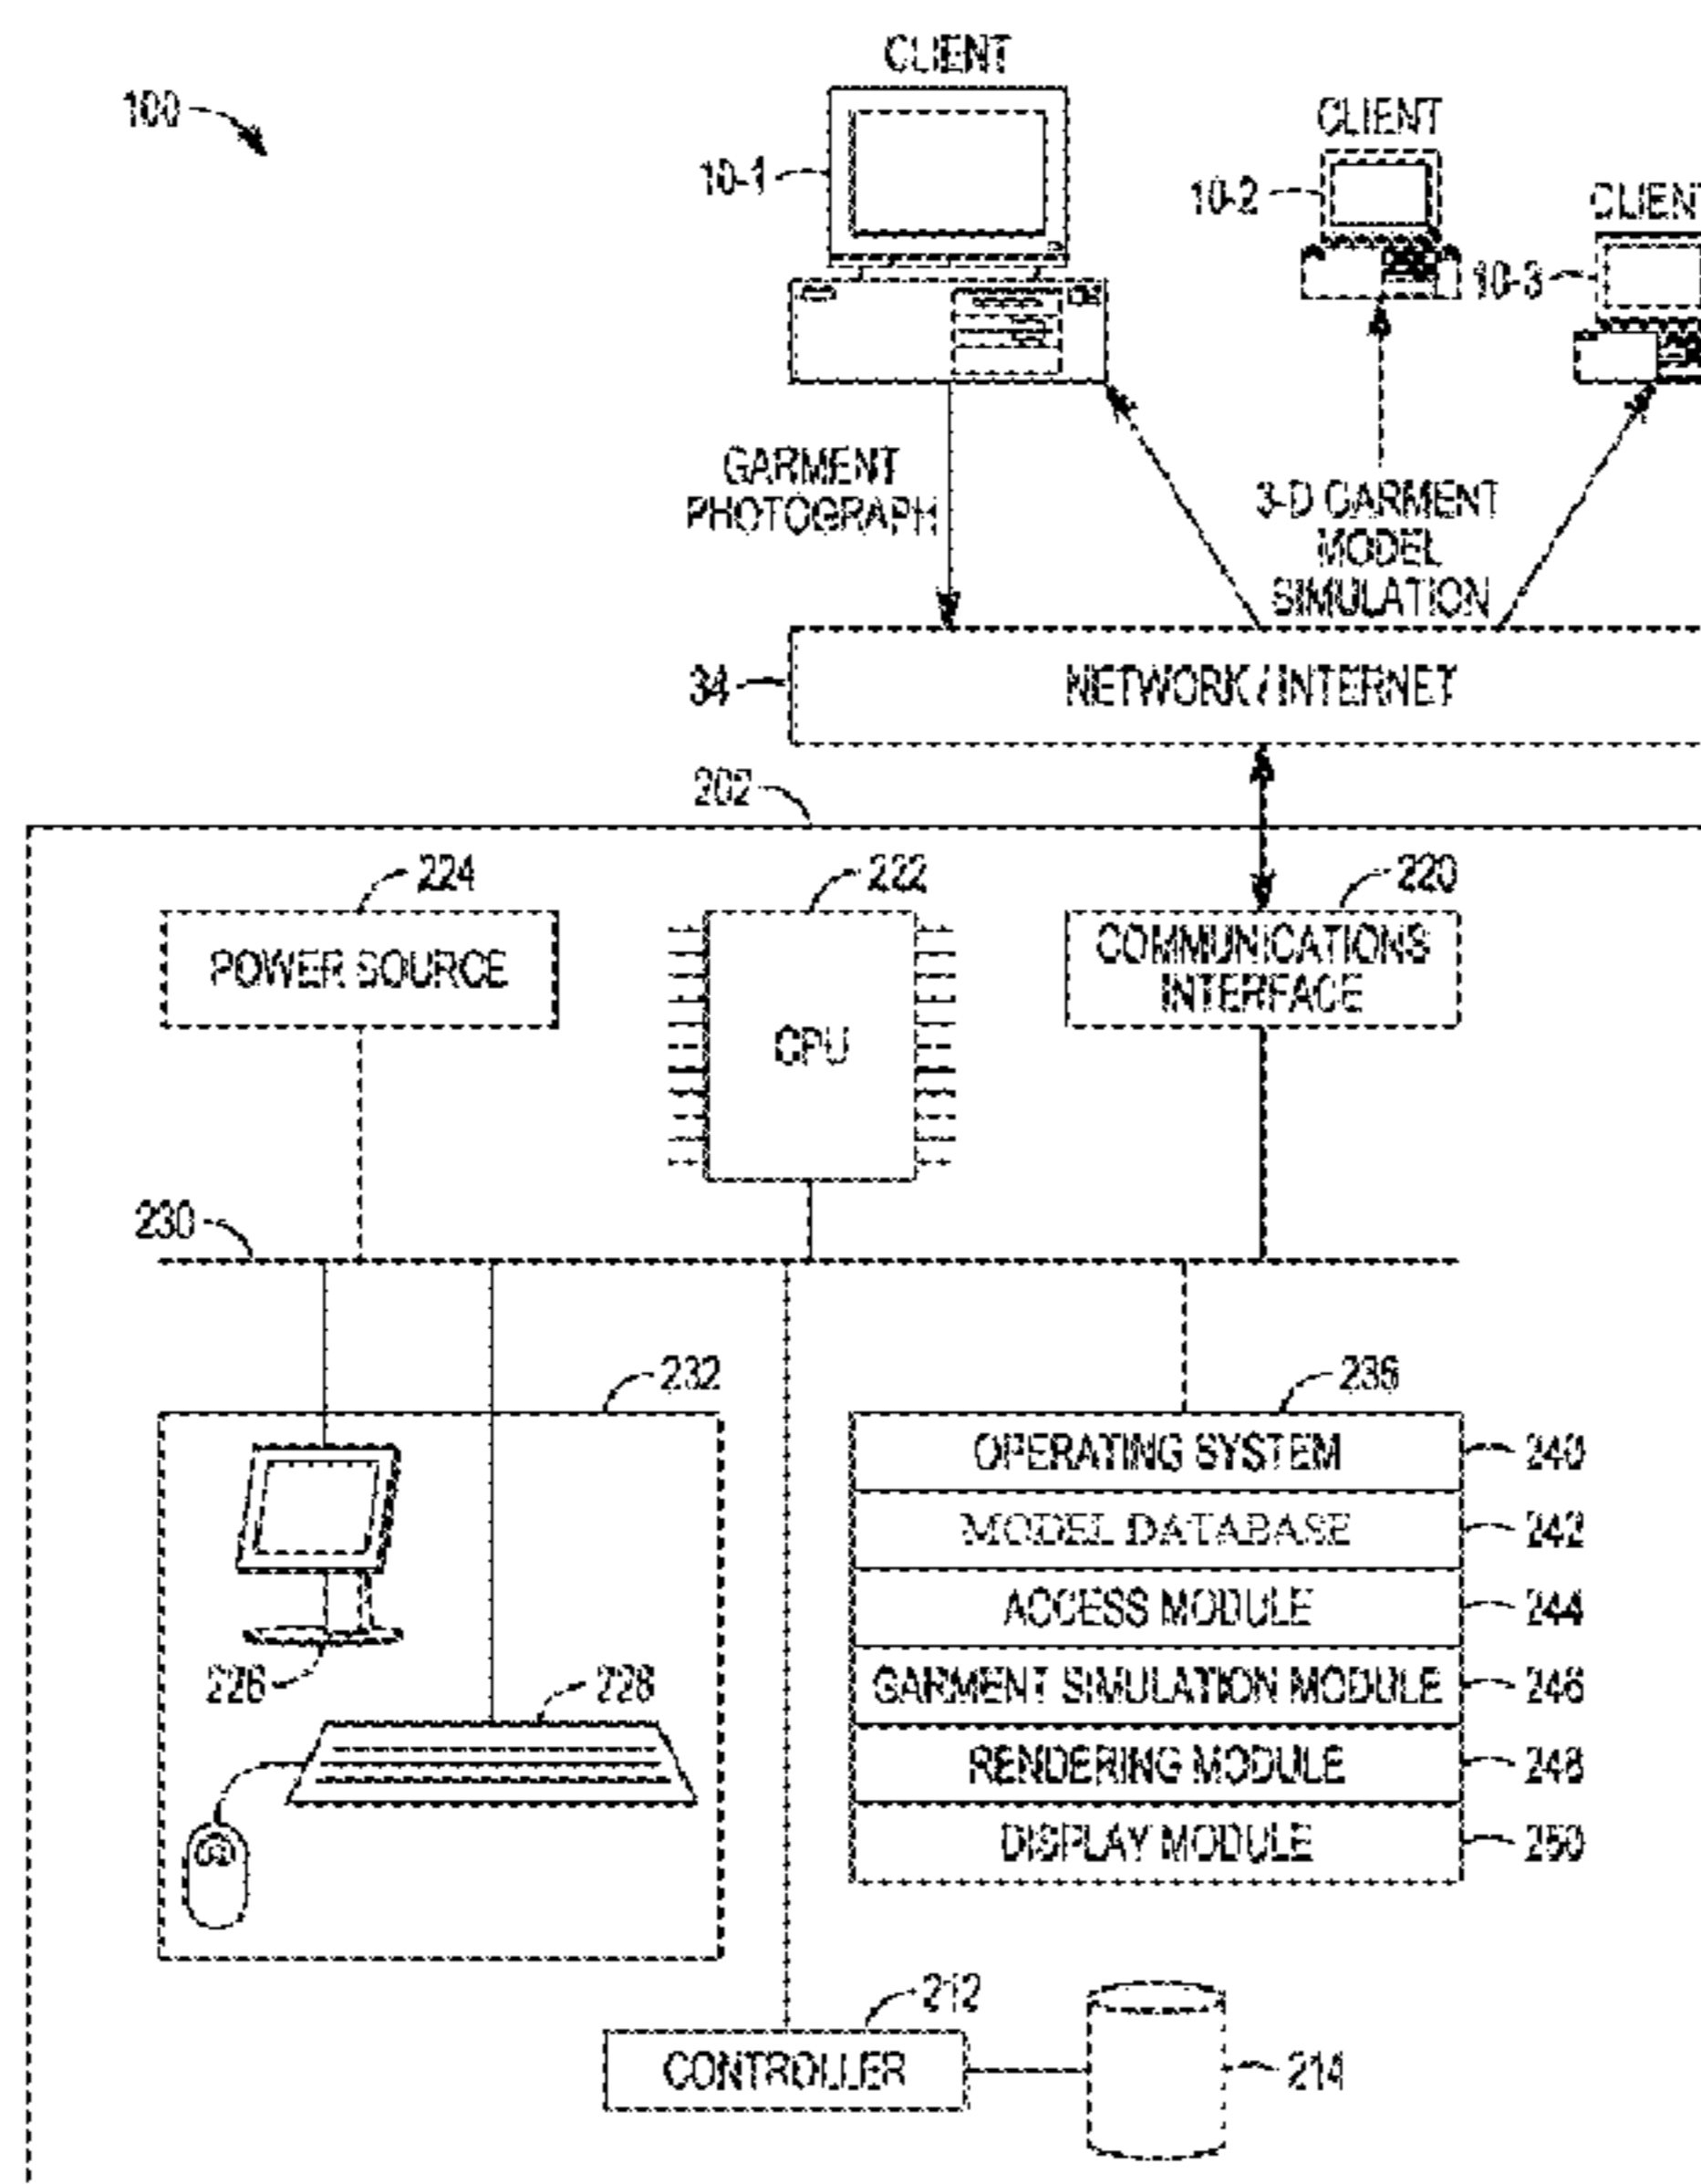 CLIENT
100
CLIENT
10-1
10-2
CLIENT
10-3
GARMENT
PHOTOGRAPH
3-D GARMENT
MODEL
SIMULATION
34
NETWORK / INTERNET
202
224
222
220
POWER SOURCE
CPU
COMMUNICATIONS
INTERFACE
230
232
236
OPERATING SYSTEM
240
MODEL DATABASE
242
ACCESS MODULE
244
226
228
GARMENT SIMULATION MODULE
246
RENDERING MODULE
248
DISPLAY MODULE
250
212
CONTROLLER
214